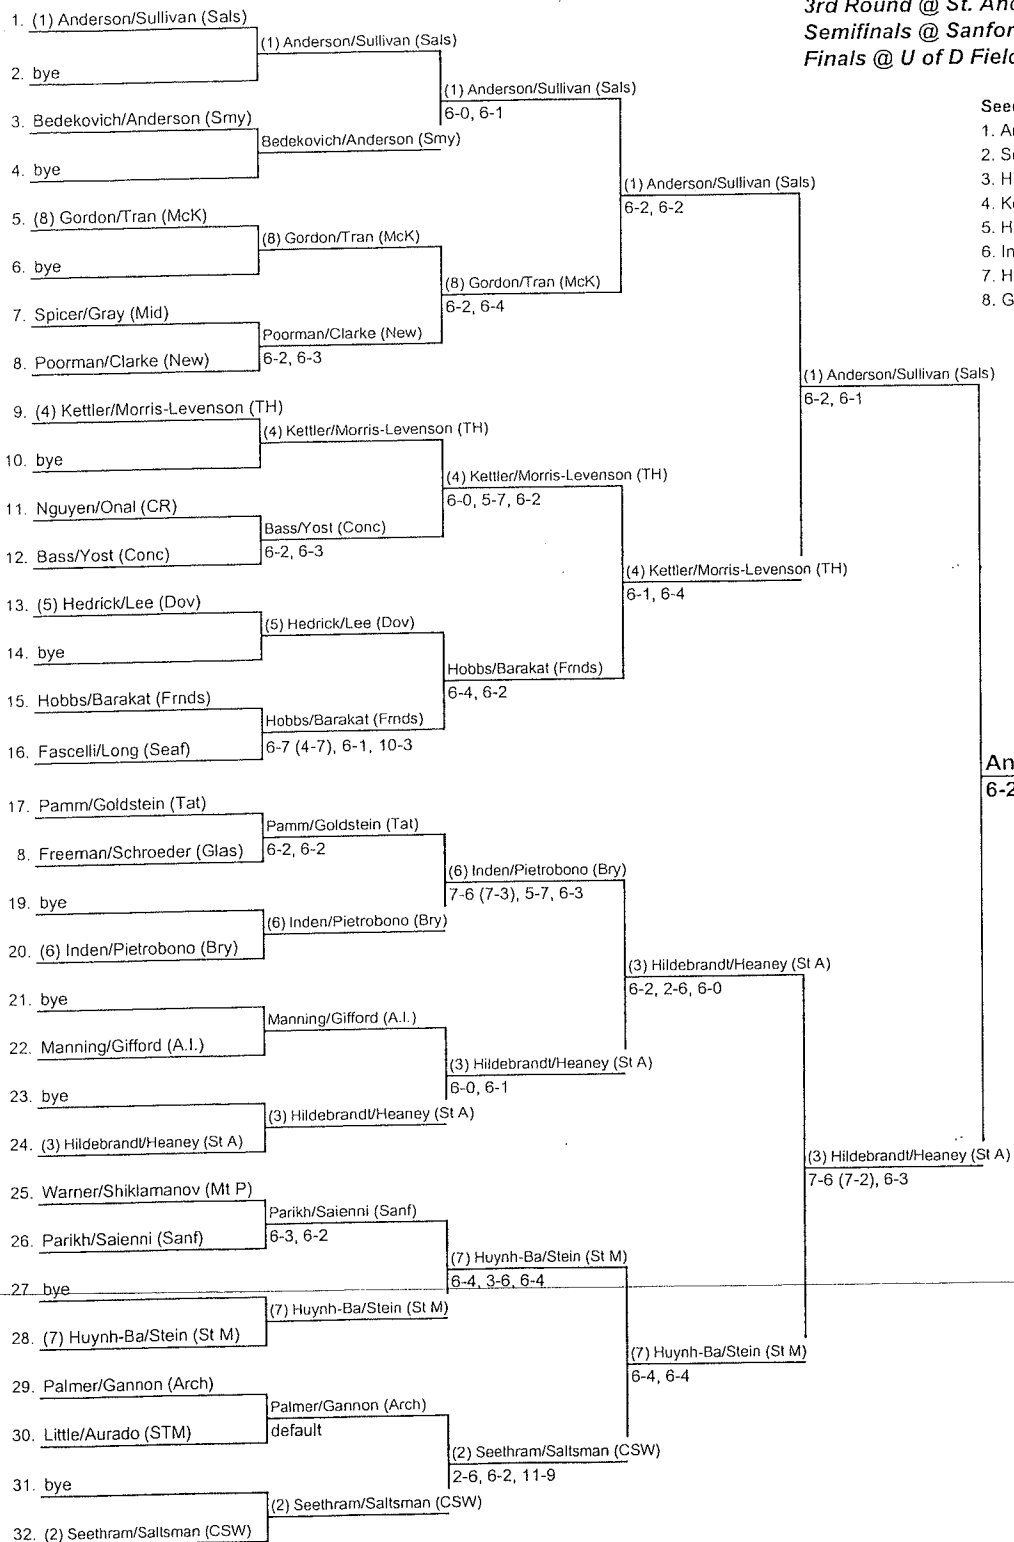 3rd Round @ St. And
Semifinals @ Sanfor
Finals @ U of D Field
1. (1) Anderson/Sullivan (Sals)
2. bye
3. Bedekovich/Anderson (Smy)
4. bye
5. (8) Gordon/Tran (McK)
6. bye
7. Spicer/Gray (Mid)
8. Poorman/Clarke (New)
9. (4) Kettler/Morris-Levenson (TH)
10. bye
11. Nguyen/Onal (CR)
12. Bass/Yost (Conc)
13. (5) Hedrick/Lee (Dov)
14. bye
15. Hobbs/Barakat (Frnds)
16. Fascelli/Long (Seaf)
17. Pamm/Goldstein (Tat)
8. Freeman/Schroeder (Glas)
19. bye
20. (6) Inden/Pietrobono (Bry)
21. bye
22. Manning/Gifford (A.I.)
23. bye
24. (3) Hildebrandt/Heaney (St A)
25. Warner/Shiklamanov (Mt P)
26. Parikh/Saienni (Sanf)
27. bye
28. (7) Huynh-Ba/Stein (St M)
29. Palmer/Gannon (Arch)
30. Little/Aurado (STM)
31. bye
32. (2) Seethram/Saltsman (CSW)
(1) Anderson/Sullivan (Sals)
Bedekovich/Anderson (Smy)
(8) Gordon/Tran (McK)
Poorman/Clarke (New)
6-2, 6-3
(4) Kettler/Morris-Levenson (TH)
Bass/Yost (Conc)
6-2, 6-3
(5) Hedrick/Lee (Dov)
Hobbs/Barakat (Frnds)
6-7 (4-7), 6-1, 10-3
Pamm/Goldstein (Tat)
6-2, 6-2
(6) Inden/Pietrobono (Bry)
Manning/Gifford (A.I.)
(3) Hildebrandt/Heaney (St A)
Parikh/Saienni (Sanf)
6-3, 6-2
(7) Huynh-Ba/Stein (St M)
Palmer/Gannon (Arch)
default
(2) Seethram/Saltsman (CSW)
(1) Anderson/Sullivan (Sals)
6-0, 6-1
(8) Gordon/Tran (McK)
6-2, 6-4
(4) Kettler/Morris-Levenson (TH)
6-0, 5-7, 6-2
Hobbs/Barakat (Frnds)
6-4, 6-2
(6) Inden/Pietrobono (Bry)
7-6 (7-3), 5-7, 6-3
(3) Hildebrandt/Heaney (St A)
6-0, 6-1
(7) Huynh-Ba/Stein (St M)
6-4, 3-6, 6-4
(2) Seethram/Saltsman (CSW)
2-6, 6-2, 11-9
(1) Anderson/Sullivan (Sals)
6-2, 6-2
(4) Kettler/Morris-Levenson (TH)
6-1, 6-4
(3) Hildebrandt/Heaney (St A)
6-2, 2-6, 6-0
(7) Huynh-Ba/Stein (St M)
6-4, 6-4
(1) Anderson/Sullivan (Sals)
6-2, 6-1
(3) Hildebrandt/Heaney (St A)
7-6 (7-2), 6-3
An
6-2
See
1. A
2. S
3. H
4. K
5. H
6. In
7. H
8. G